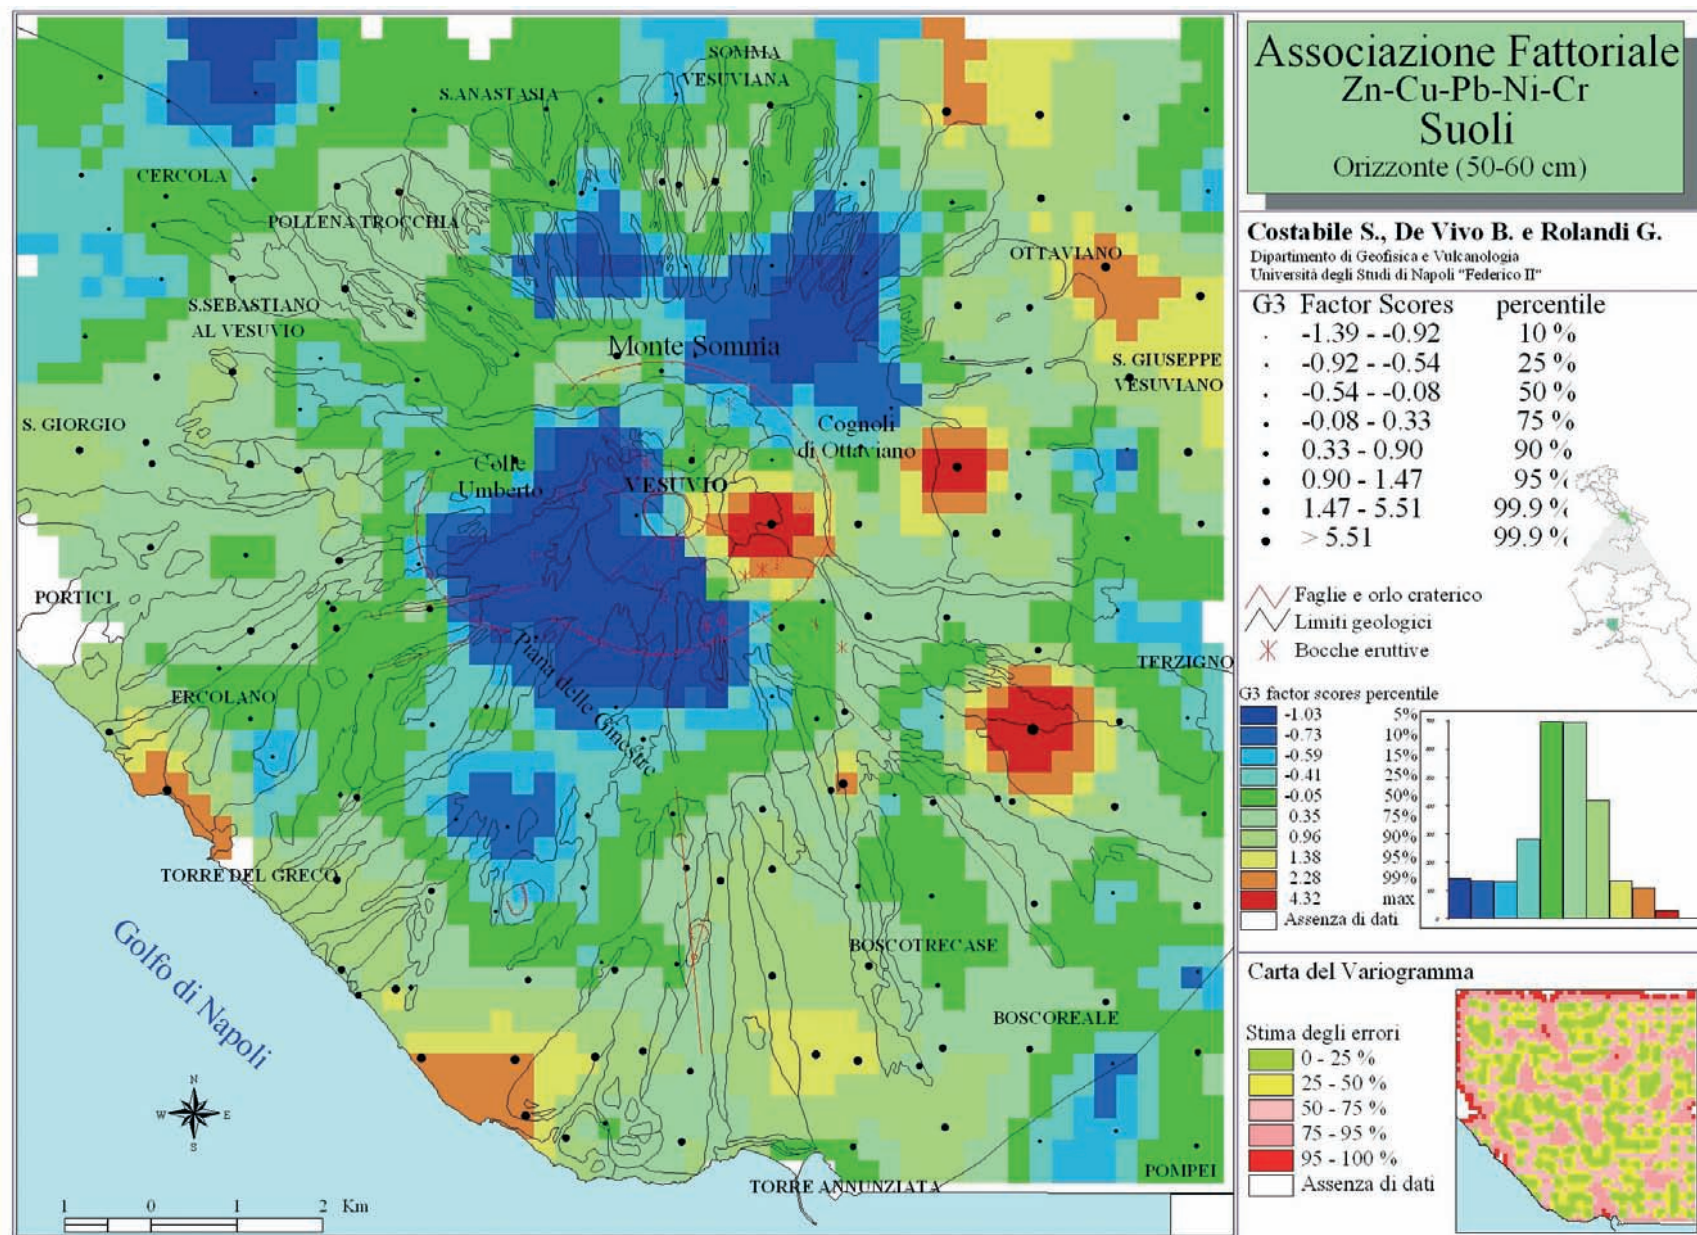 SOMMA
VESUVIANA
S.ANASTASIA
CERCOLA
POLLENA TROCCHIA
OTTAVIANO
S.SEBASTIANO
AL VESUVIO
Monte Somma
S. GIUSEPPE
VESUVIANO
S. GIORGIO
Cognoli
di Ottaviano
Colle
Umberto
VESUVIO
PORTICI
Piana delle Ginestre
TERZIGNO
ERCOLANO
TORRE DEL GRECO
Golfo di Napoli
BOSCOTRECASE
BOSCOREALE
N
W E
S
POMPEI
TORRE ANNUNZIATA
1 0 1 2 Km
Associazione Fattoriale
Zn-Cu-Pb-Ni-Cr
Suoli
Orizzonte (50-60 cm)
Costabile S., De Vivo B. e Rolandi G.
Dipartimento di Geofisica e Vulcanologia
Università degli Studi di Napoli "Federico II"
G3 Factor Scores percentile
-1.39 - -0.92 10 %
-0.92 - -0.54 25 %
-0.54 - -0.08 50 %
-0.08 - 0.33 75 %
0.33 - 0.90 90 %
0.90 - 1.47 95 %
1.47 - 5.51 99.9 %
> 5.51 99.9 %
Faglie e orlo craterico
Limiti geologici
Bocche eruttive
G3 factor scores percentile
-1.03 5%
-0.73 10%
-0.59 15%
-0.41 25%
-0.05 50%
0.35 75%
0.96 90%
1.38 95%
2.28 99%
4.32 max
Assenza di dati
Carta del Variogramma
Stima degli errori
0 - 25 %
25 - 50 %
50 - 75 %
75 - 95 %
95 - 100 %
Assenza di dati